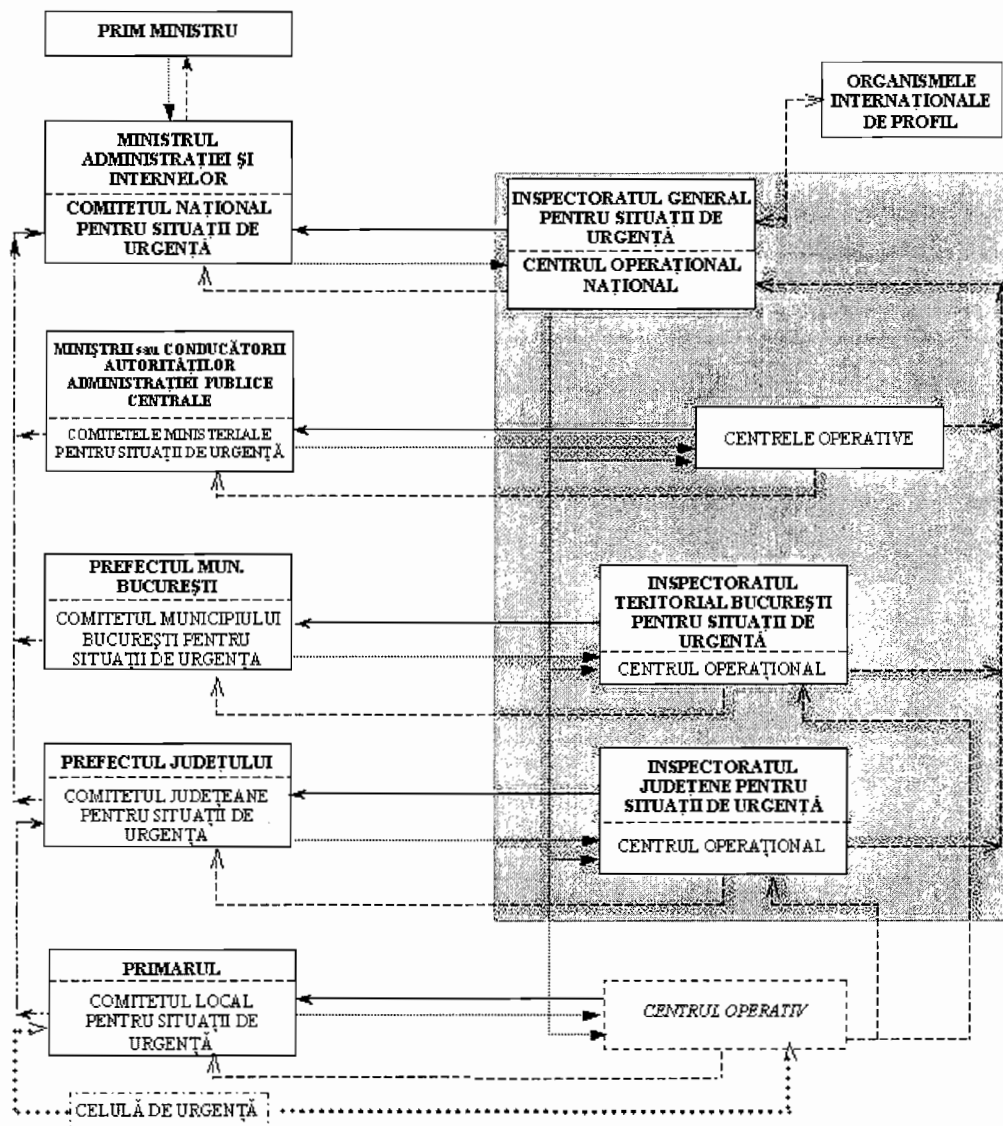 PRIM MINISTRU
ORGANISMELE
INTERNAȚIONALE
DE PROFIL
MINISTRUL
ADMINISTRAȚIEI ȘI
INTERNELOR
COMITETUL NAȚIONAL
PENTRU SITUAȚII DE
URGENȚĂ
INSPECTORATUL GENERAL
PENTRU SITUAȚII DE
URGENȚĂ
CENTRUL OPERAȚIONAL
NAȚIONAL
MINIȘTRII sau CONDUCĂTORII
AUTORITĂȚILOR
ADMINISTRAȚIEI PUBLICE
CENTRALE
COMITETELE MINISTERIALE
PENTRU SITUAȚII DE URGENȚĂ
CENTRELE OPERATIVE
PREFECTUL MUN.
BUCUREȘTI
COMITETUL MUNICIPIULUI
BUCUREȘTI PENTRU
SITUAȚII DE URGENȚA
INSPECTORATUL
TERITORIAL BUCUREȘTI
PENTRU SITUAȚII DE
URGENȚĂ
CENTRUL OPERAȚIONAL
PREFECTUL JUDEȚULUI
COMITETUL JUDEȚEANE
PENTRU SITUAȚII DE
URGENȚA
INSPECTORATUL
JUDEȚENE PENTRU
SITUAȚII DE URGENȚĂ
CENTRUL OPERAȚIONAL
PRIMARUL
COMITETUL LOCAL
PENTRU SITUAȚII DE
URGENȚĂ
CENTRUL OPERATIV
CELULĂ DE URGENȚĂ